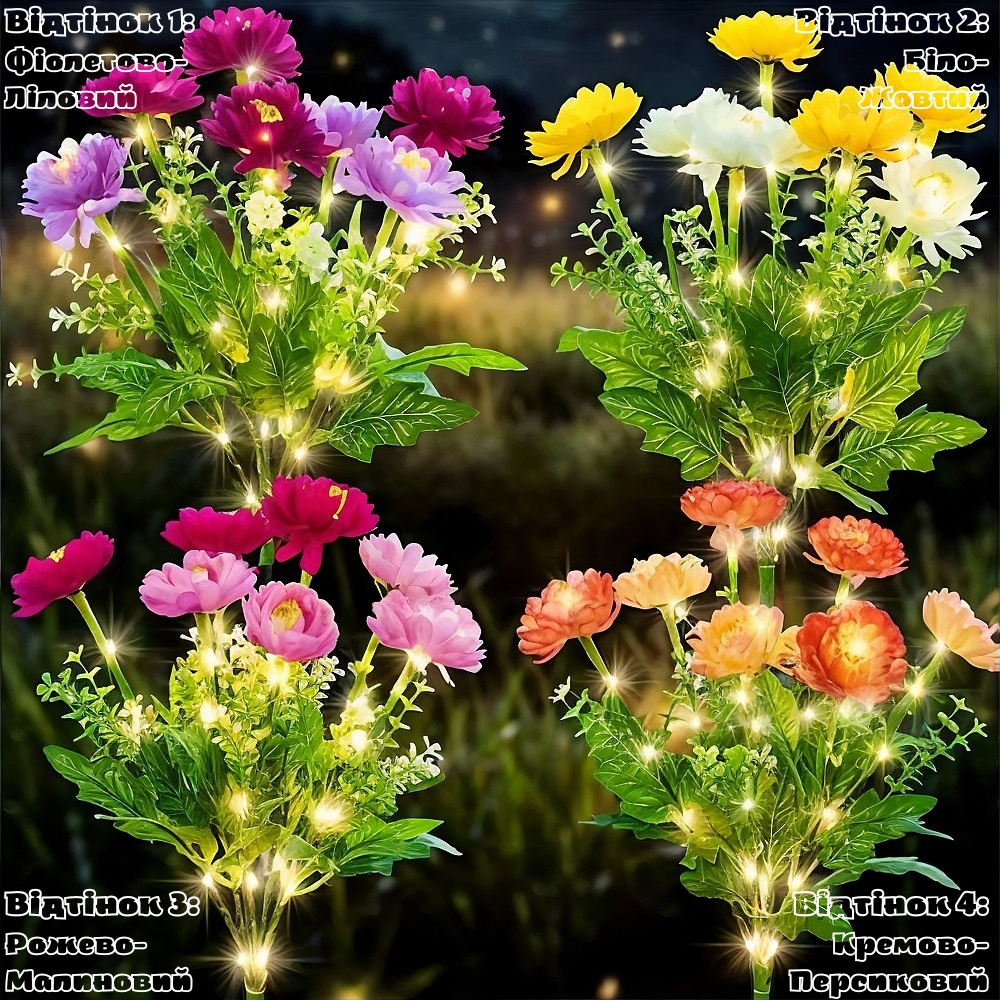 Відтінок 1:
Фіолетово-
Ліловий
Відтінок 2:
Біло-
Жовтий
Відтінок 3:
Рожево-
Малиновий
Відтінок 4:
Кремово-
Персиковий